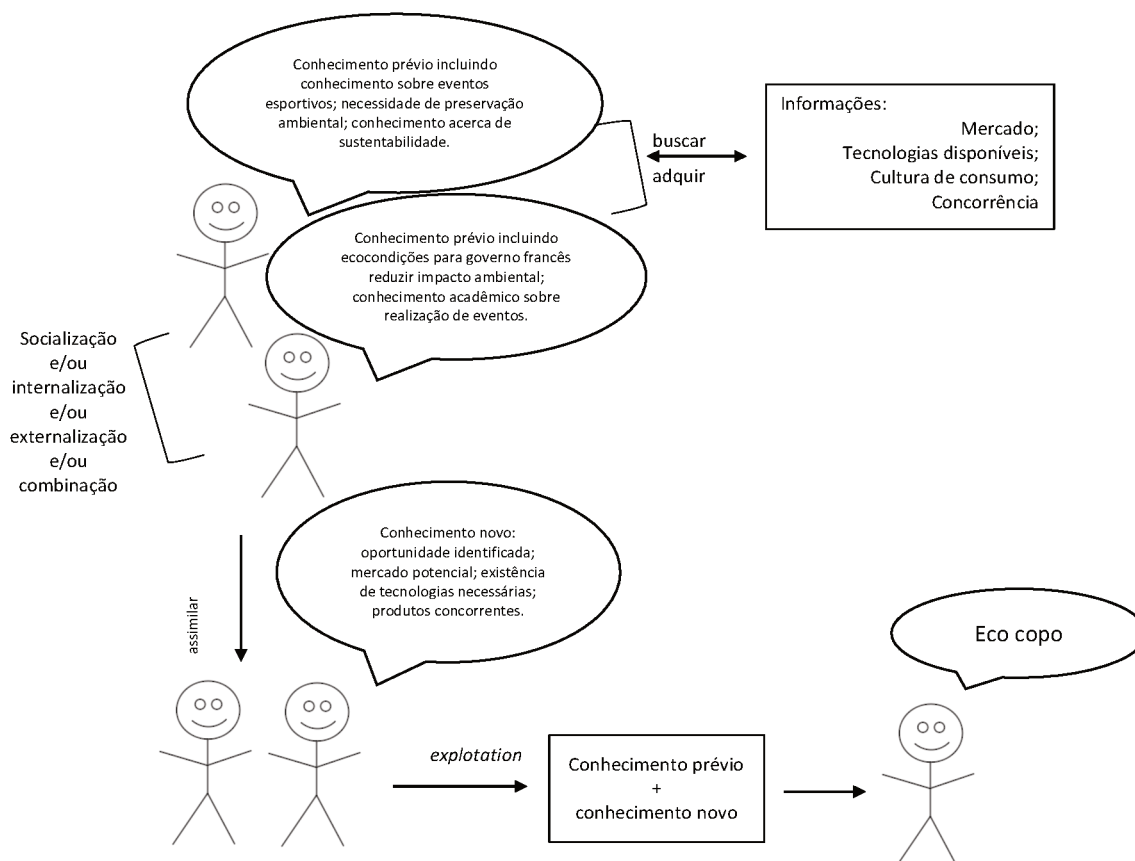 Conhecimento prévio incluindo
conhecimento sobre eventos
esportivos; necessidade de preservação
ambiental; conhecimento acerca de
sustentabilidade.
buscar
adquir
Informações:
Mercado;
Tecnologias disponíveis;
Cultura de consumo;
Concorrência
Conhecimento prévio incluindo
ecocondições para governo francês
reduzir impacto ambiental;
conhecimento acadêmico sobre
realização de eventos.
Socialização
e/ou
internalização
e/ou
externalização
e/ou
combinação
Conhecimento novo:
oportunidade identificada;
mercado potencial; existência
de tecnologias necessárias;
produtos concorrentes.
assimilar
Eco copo
explotation
Conhecimento prévio
+
conhecimento novo